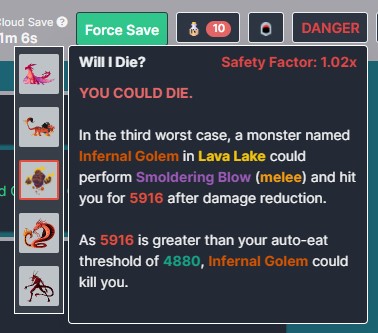 Cloud Save ?
1m 6s
Force Save
10
DANGER
Will I Die?
Safety Factor: 1.02x
YOU COULD DIE.
In the third worst case, a monster named
Infernal Golem in Lava Lake could
perform Smoldering Blow (melee) and hit
you for 5916 after damage reduction.
As 5916 is greater than your auto-eat
threshold of 4880, Infernal Golem could
kill you.